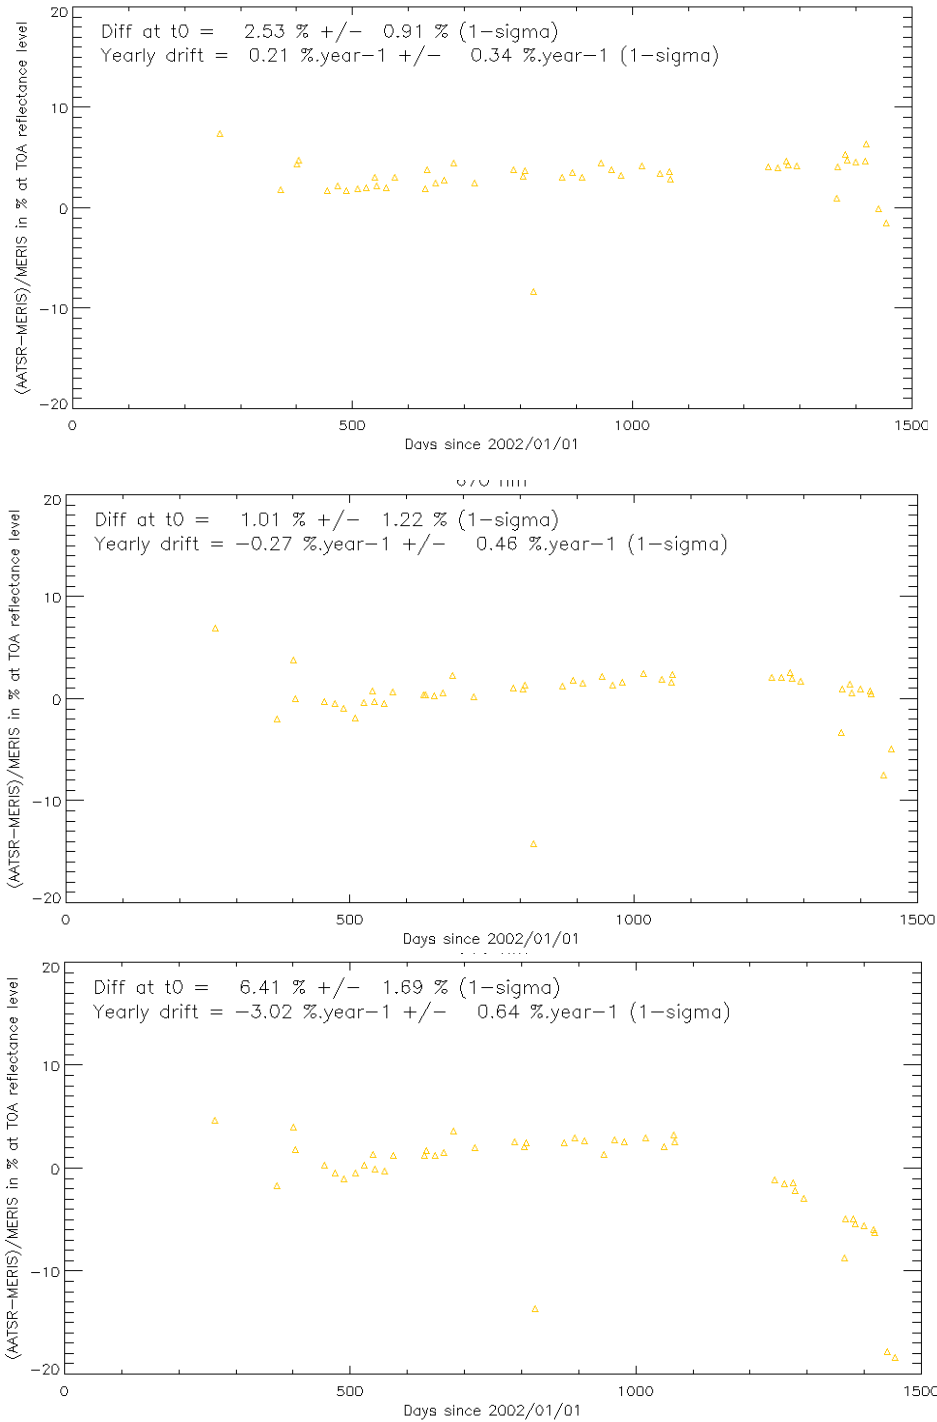 20
Diff at t0 = 2.53 % +/- 0.91 % (1-sigma)
Yearly drift = 0.21 %.year-1 +/- 0.34 %.year-1 (1-sigma)
10
0
-10
-20
(AATSR-MERIS)/MERIS in % at TOA reflectance level
0 500 1000 1500
Days since 2002/01/01
20
Diff at t0 = 1.01 % +/- 1.22 % (1-sigma)
Yearly drift = -0.27 %.year-1 +/- 0.46 %.year-1 (1-sigma)
10
0
-10
-20
(AATSR-MERIS)/MERIS in % at TOA reflectance level
0 500 1000 1500
Days since 2002/01/01
20
Diff at t0 = 6.41 % +/- 1.69 % (1-sigma)
Yearly drift = -3.02 %.year-1 +/- 0.64 %.year-1 (1-sigma)
10
0
-10
-20
(AATSR-MERIS)/MERIS in % at TOA reflectance level
0 500 1000 1500
Days since 2002/01/01